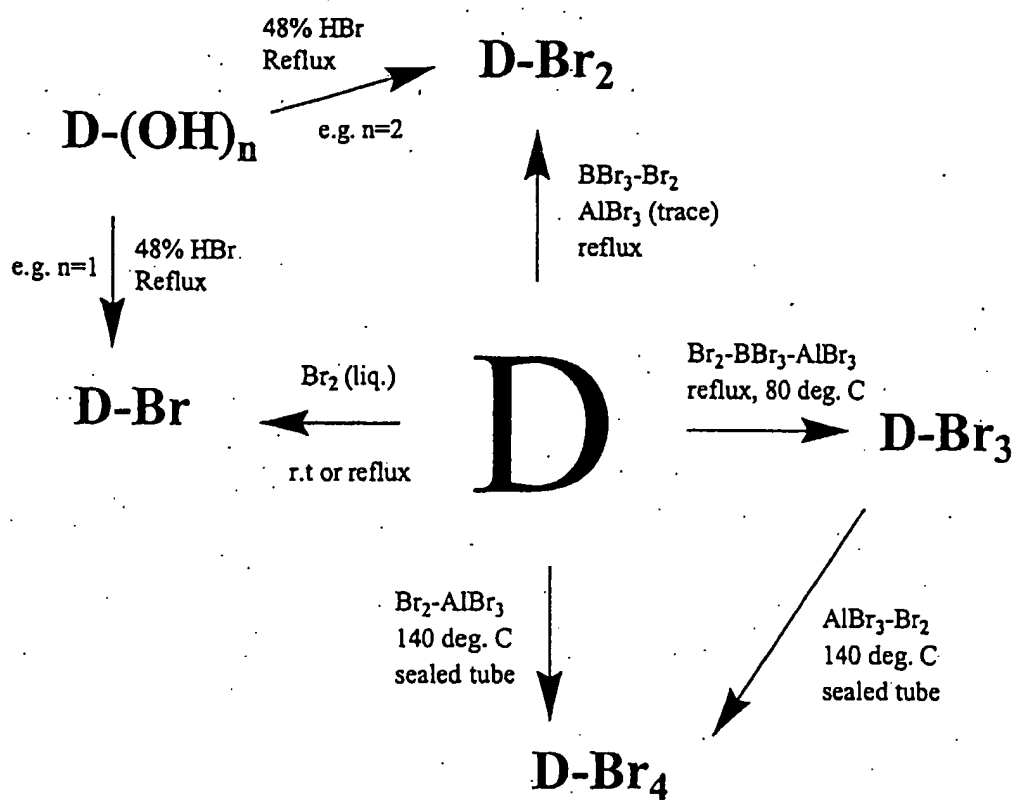 48% HBr
Reflux
D-Br₂
D-(OH)ₙ
e.g. n=2
BBr₃-Br₂
AlBr₃ (trace)
reflux
e.g. n=1
48% HBr.
Reflux
Br₂ (liq.)
D-Br
r.t or reflux
D
Br₂-BBr₃-AlBr₃
reflux, 80 deg. C
D-Br₃
Br₂-AlBr₃
140 deg. C
sealed tube
AlBr₃-Br₂
140 deg. C
sealed tube
D-Br₄